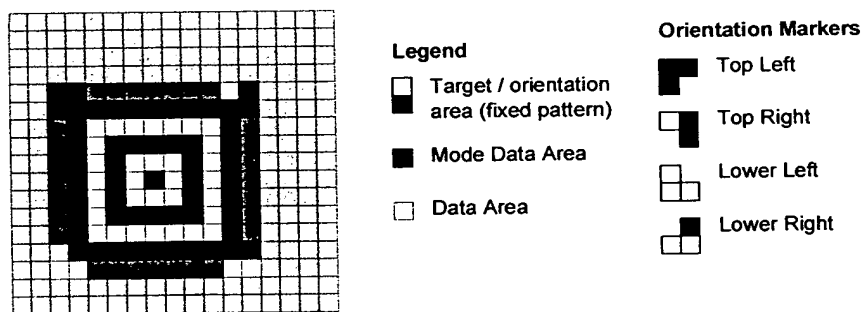 Legend
Target / orientation
area (fixed pattern)
Mode Data Area
Data Area
Orientation Markers
Top Left
Top Right
Lower Left
Lower Right